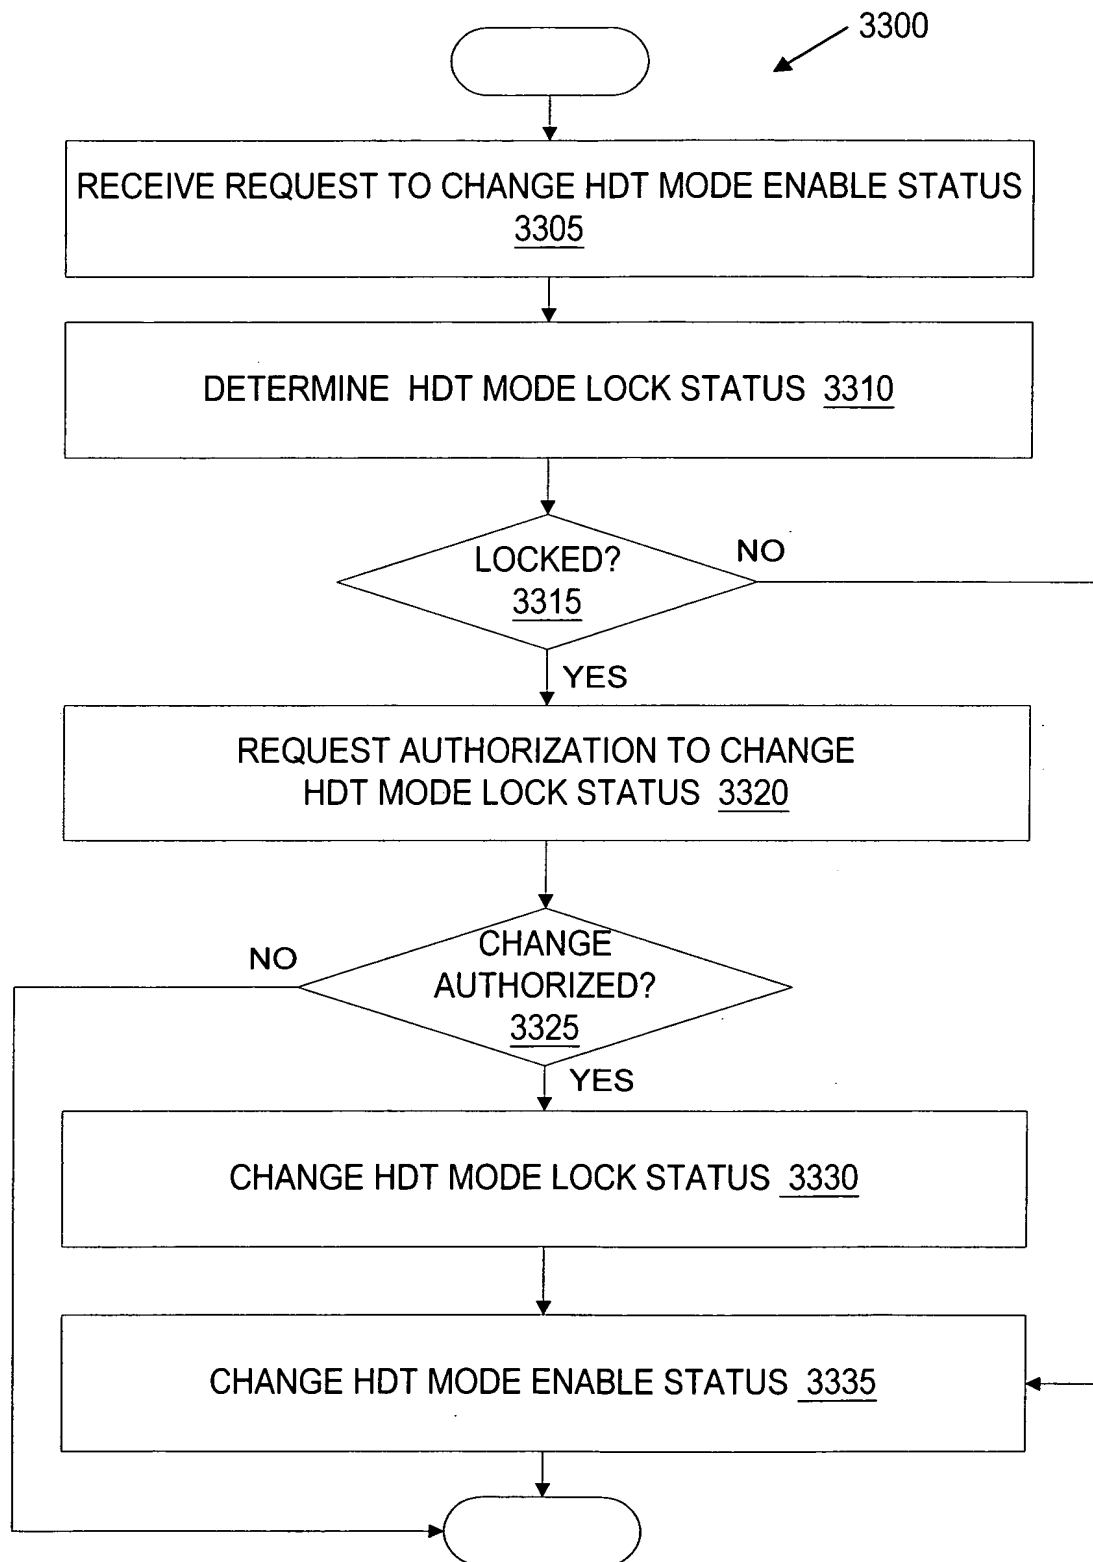 3300
RECEIVE REQUEST TO CHANGE HDT MODE ENABLE STATUS
3305
DETERMINE HDT MODE LOCK STATUS 3310
LOCKED?
3315
NO
YES
REQUEST AUTHORIZATION TO CHANGE
HDT MODE LOCK STATUS 3320
NO
CHANGE
AUTHORIZED?
3325
YES
CHANGE HDT MODE LOCK STATUS 3330
CHANGE HDT MODE ENABLE STATUS 3335